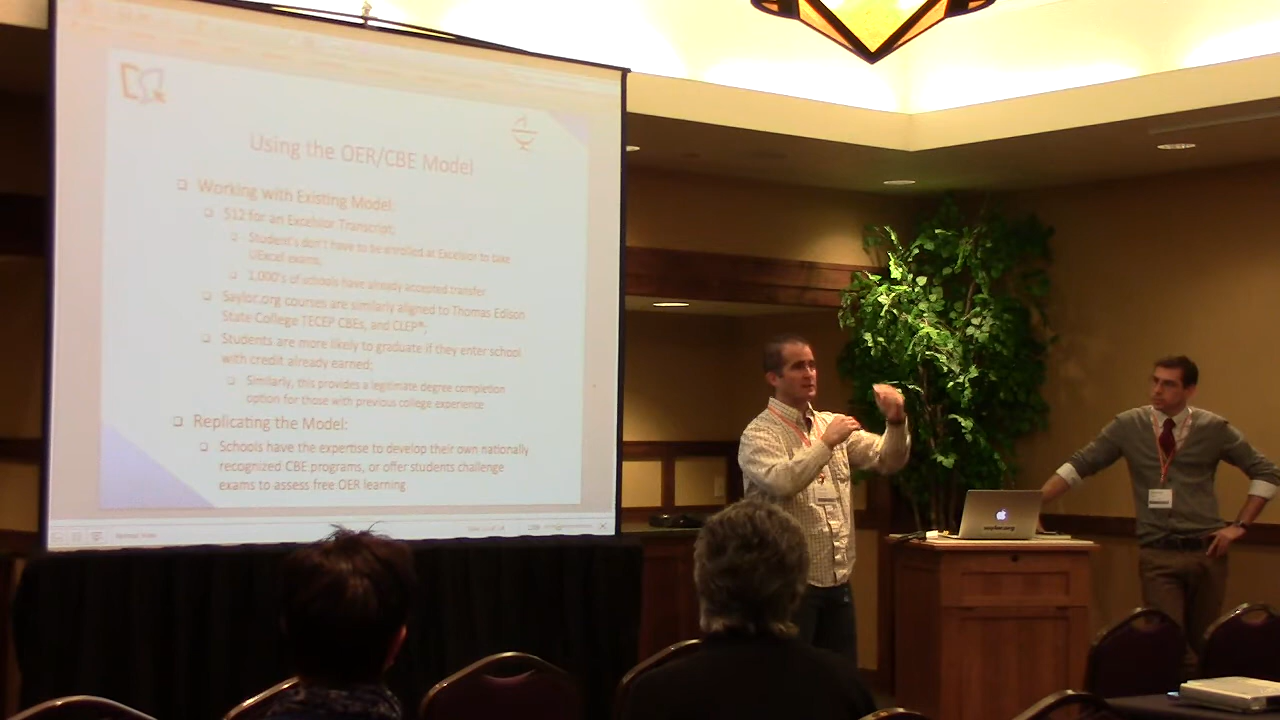 Using the OER/CBE Model
❑ Working with Existing Model:
❑ $12 for an Excelsior Transcript;
❑ Student's don't have to be enrolled at Excelsior to take
UExcel exams;
❑ 1,000's of schools have already accepted transfer
❑ Saylor.org courses are similarly aligned to Thomas Edison
State College TECEP CBEs, and CLEP®;
❑ Students are more likely to graduate if they enter school
with credit already earned;
❑ Similarly, this provides a legitimate degree completion
option for those with previous college experience
❑ Replicating the Model:
❑ Schools have the expertise to develop their own nationally
recognized CBE programs, or offer students challenge
exams to assess free OER learning
saylor.org